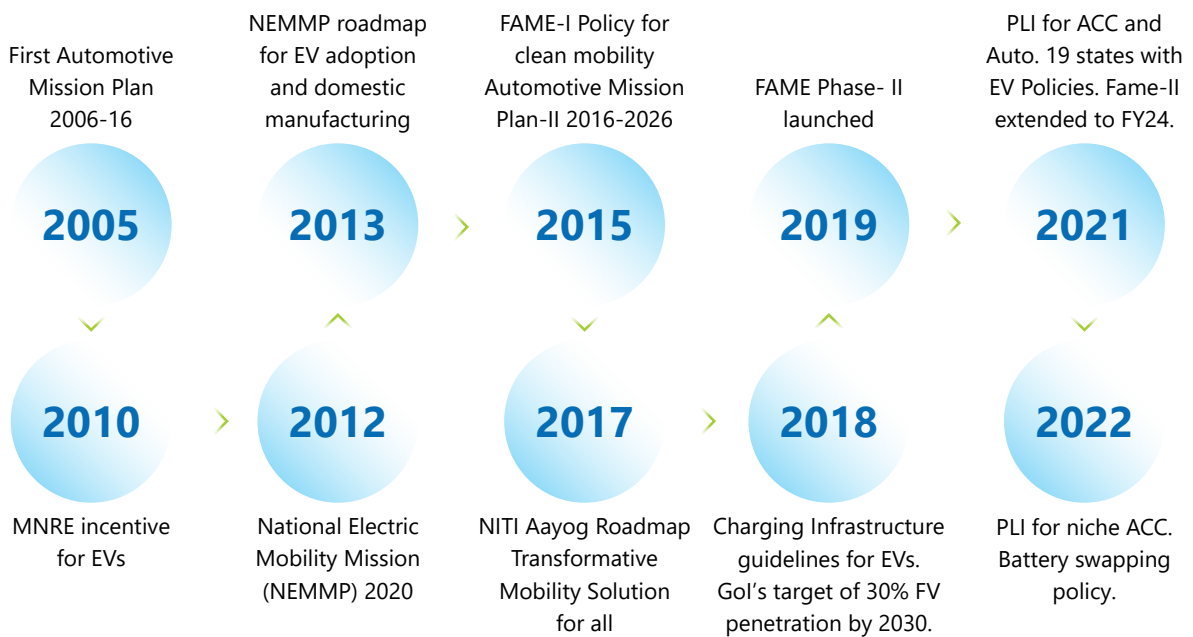 First Automotive
Mission Plan
2006-16
2005
2010
MNRE incentive
for EVs
2012
National Electric
Mobility Mission
(NEMMP) 2020
NEMMP roadmap
for EV adoption
and domestic
manufacturing
2013
FAME-I Policy for
clean mobility
Automotive Mission
Plan-II 2016-2026
2015
2017
NITI Aayog Roadmap
Transformative
Mobility Solution
for all
2018
Charging Infrastructure
guidelines for EVs.
GoI's target of 30% FV
penetration by 2030.
FAME Phase- II
launched
2019
PLI for ACC and
Auto. 19 states with
EV Policies. Fame-II
extended to FY24.
2021
2022
PLI for niche ACC.
Battery swapping
policy.